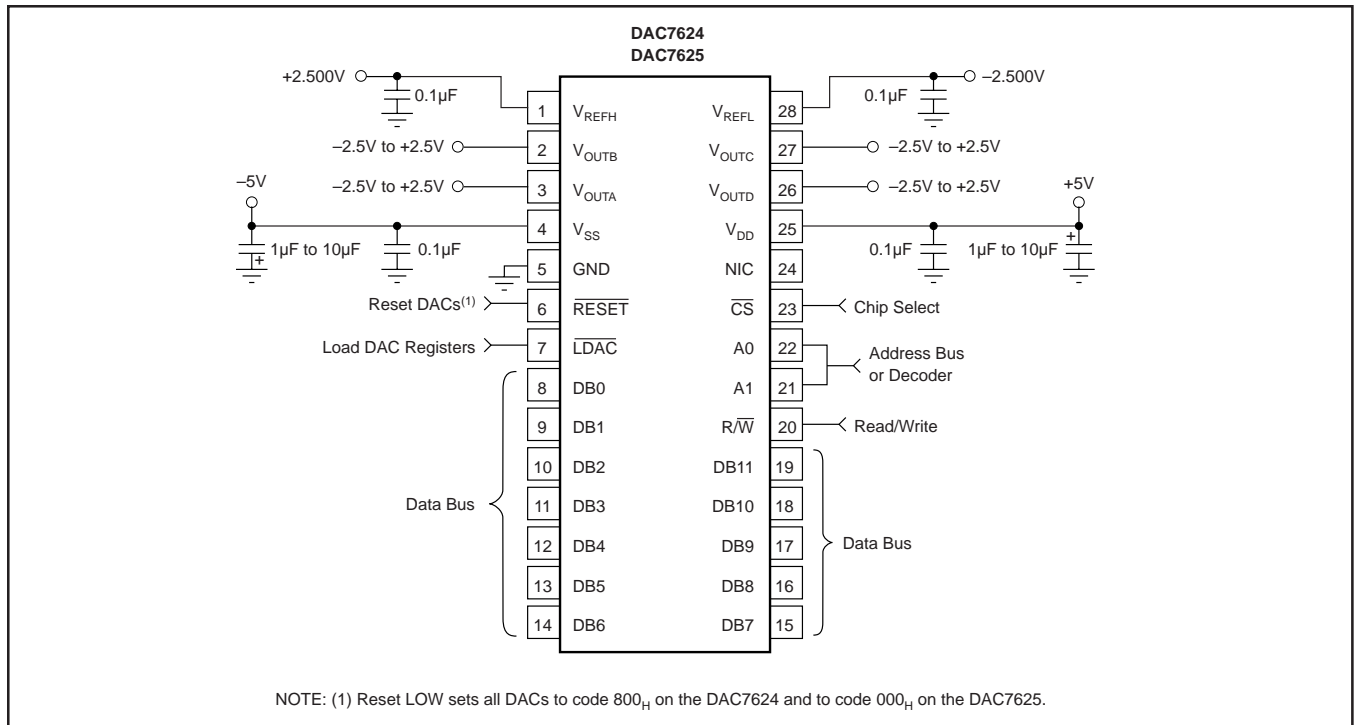 DAC7624
DAC7625
+2.500V
0.1µF
–2.500V
0.1µF
1 VREFH VREFL 28
–2.5V to +2.5V 2 VOUTB VOUTC 27 –2.5V to +2.5V
–2.5V to +2.5V 3 VOUTA VOUTD 26 –2.5V to +2.5V
–5V
+5V
4 VSS VDD 25
1µF to 10µF
+
0.1µF
0.1µF
1µF to 10µF
+
5 GND NIC 24
Reset DACs(1) 6 RESET CS 23 Chip Select
Load DAC Registers 7 LDAC A0 22
Address Bus
or Decoder
8 DB0 A1 21
9 DB1 R/W 20 Read/Write
10 DB2 DB11 19
Data Bus 11 DB3 DB10 18
12 DB4 DB9 17 Data Bus
13 DB5 DB8 16
14 DB6 DB7 15
NOTE: (1) Reset LOW sets all DACs to code 800H on the DAC7624 and to code 000H on the DAC7625.